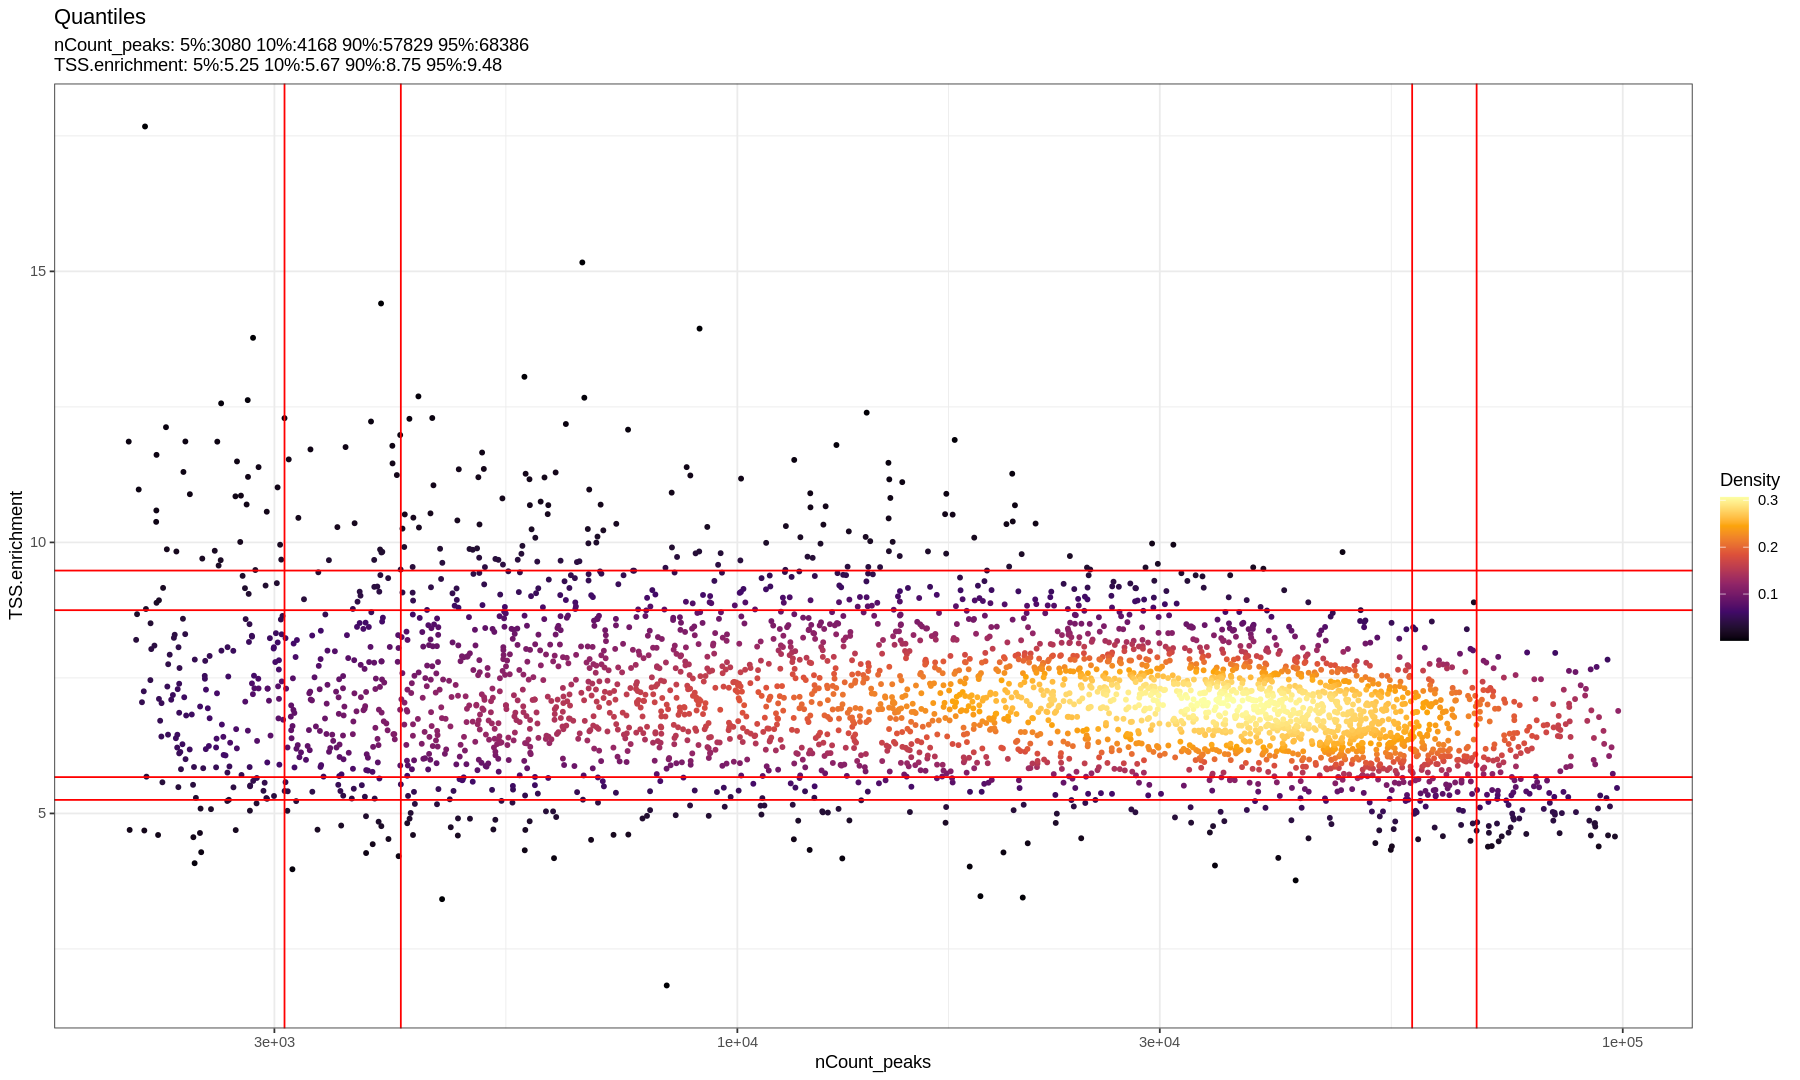 Quantiles
nCount_peaks: 5%:3080 10%:4168 90%:57829 95%:68386
TSS.enrichment: 5%:5.25 10%:5.67 90%:8.75 95%:9.48
TSS.enrichment
15
10
5
3e+03
1e+04
3e+04
1e+05
nCount_peaks
Density
0.3
0.2
0.1